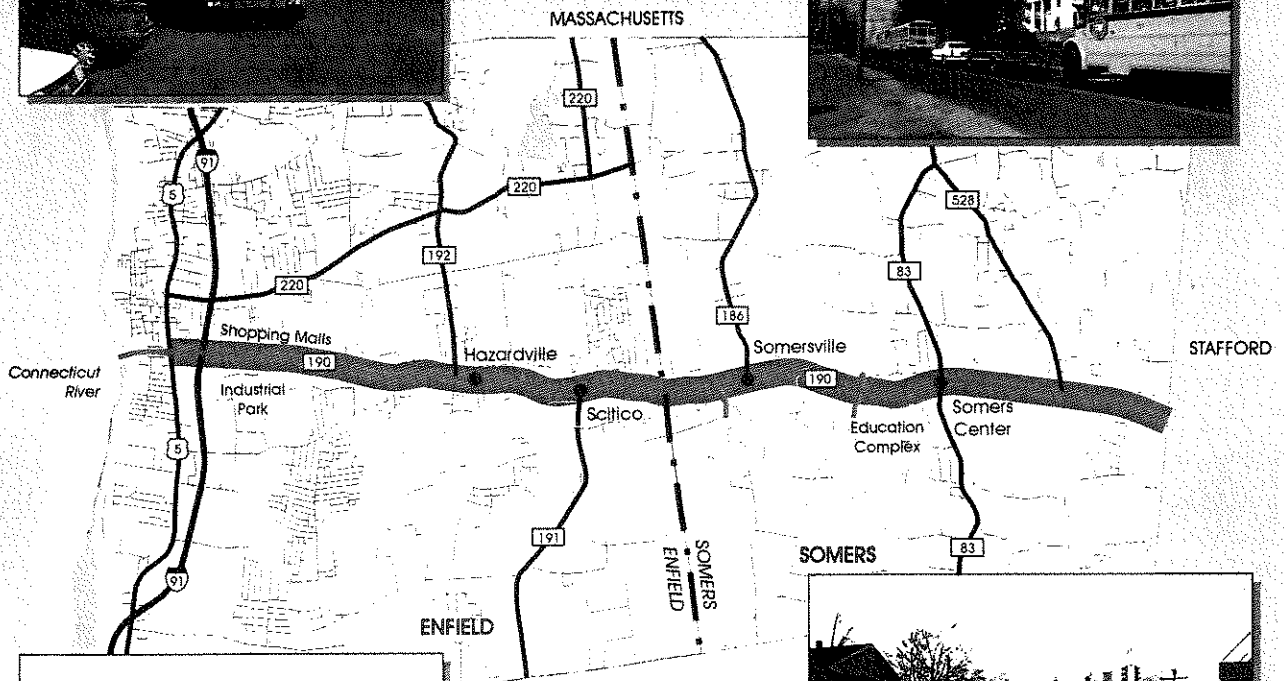 MASSACHUSETTS
220
91
5
220
528
192
83
220
186
Shopping Malls
190
Hazardville
Somersville
190
STAFFORD
Connecticut
River
Industrial
Park
Scitico
Education
Complex
Somers
Center
5
191
SOMERS
ENFIELD
83
SOMERS
91
ENFIELD